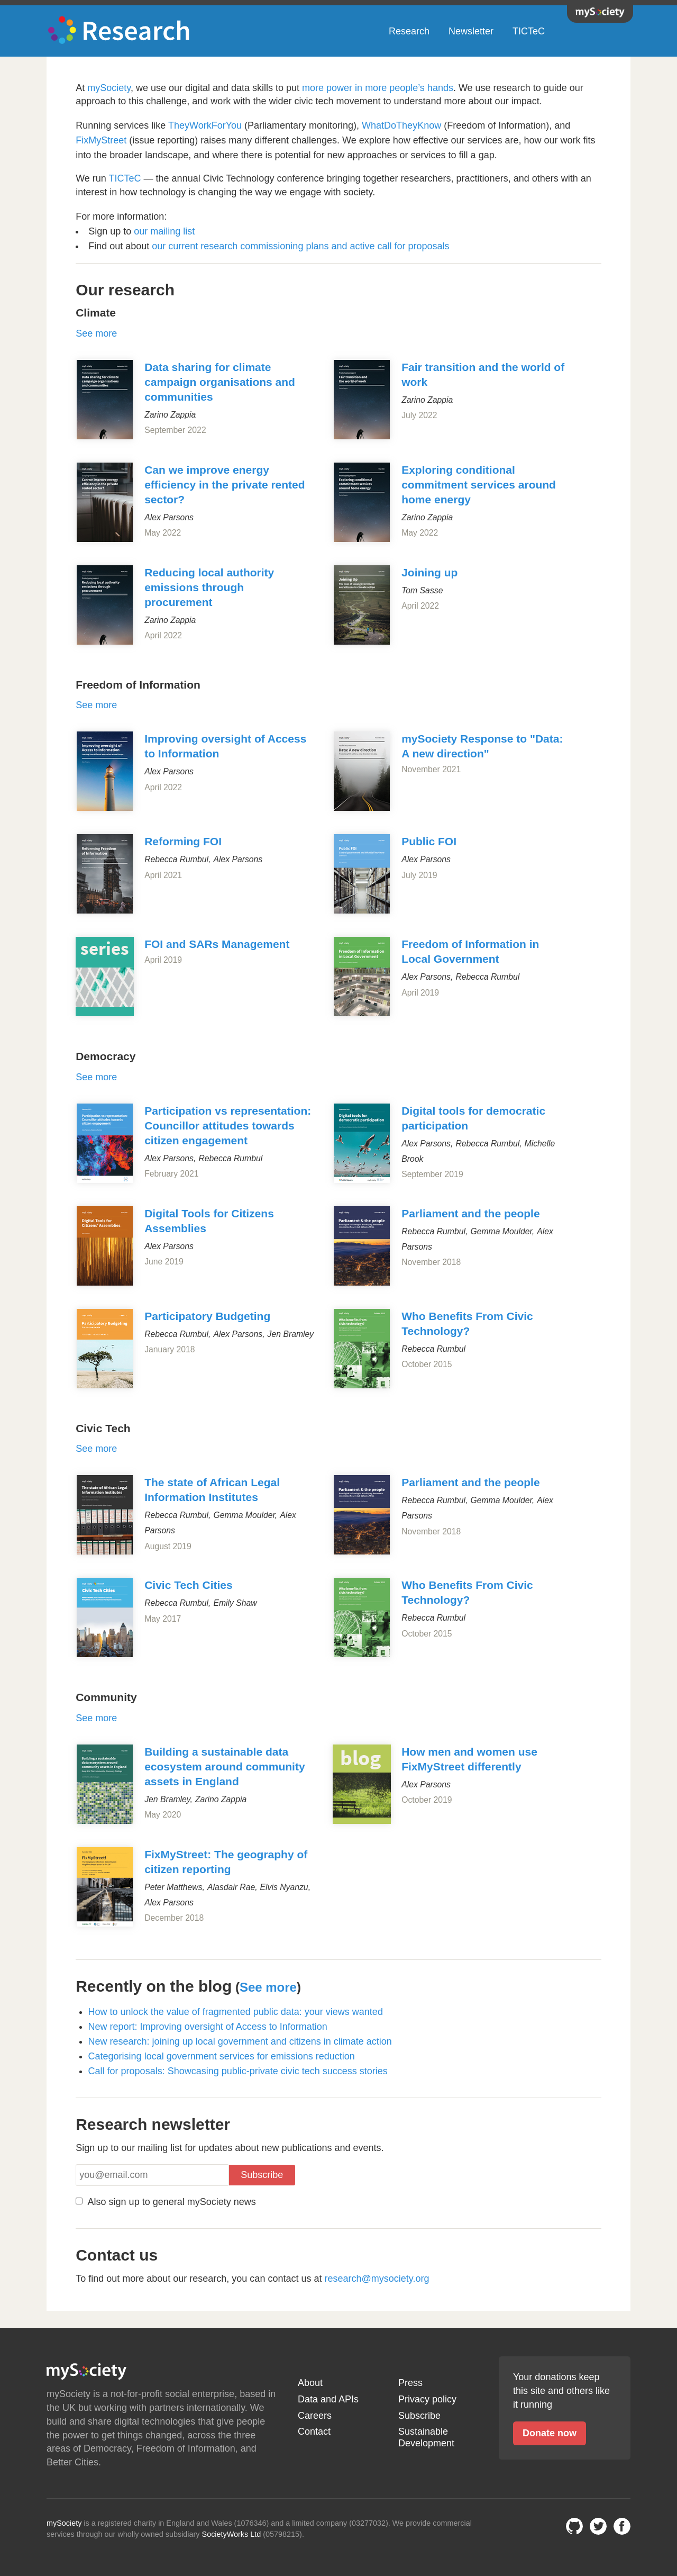 mySociety
Research
Research Newsletter TICTeC
At mySociety, we use our digital and data skills to put more power in more people's hands. We use research to guide our
approach to this challenge, and work with the wider civic tech movement to understand more about our impact.
Running services like TheyWorkForYou (Parliamentary monitoring), WhatDoTheyKnow (Freedom of Information), and
FixMyStreet (issue reporting) raises many different challenges. We explore how effective our services are, how our work fits
into the broader landscape, and where there is potential for new approaches or services to fill a gap.
We run TICTeC — the annual Civic Technology conference bringing together researchers, practitioners, and others with an
interest in how technology is changing the way we engage with society.
For more information:
• Sign up to our mailing list
• Find out about our current research commissioning plans and active call for proposals
Our research
Climate
See more
Data sharing for climate
campaign organisations and
communities
Zarino Zappia
September 2022
Fair transition and the world of
work
Zarino Zappia
July 2022
Can we improve energy
efficiency in the private rented
sector?
Alex Parsons
May 2022
Exploring conditional
commitment services around
home energy
Zarino Zappia
May 2022
Reducing local authority
emissions through
procurement
Zarino Zappia
April 2022
Joining up
Tom Sasse
April 2022
Freedom of Information
See more
Improving oversight of Access
to Information
Alex Parsons
April 2022
mySociety Response to "Data:
A new direction"
November 2021
Reforming FOI
Rebecca Rumbul, Alex Parsons
April 2021
Public FOI
Alex Parsons
July 2019
series
FOI and SARs Management
April 2019
Freedom of Information in
Local Government
Alex Parsons, Rebecca Rumbul
April 2019
Democracy
See more
Participation vs representation:
Councillor attitudes towards
citizen engagement
Alex Parsons, Rebecca Rumbul
February 2021
Digital tools for democratic
participation
Alex Parsons, Rebecca Rumbul, Michelle
Brook
September 2019
Digital Tools for Citizens
Assemblies
Alex Parsons
June 2019
Parliament and the people
Rebecca Rumbul, Gemma Moulder, Alex
Parsons
November 2018
Participatory Budgeting
Rebecca Rumbul, Alex Parsons, Jen Bramley
January 2018
Who Benefits From Civic
Technology?
Rebecca Rumbul
October 2015
Civic Tech
See more
The state of African Legal
Information Institutes
Rebecca Rumbul, Gemma Moulder, Alex
Parsons
August 2019
Parliament and the people
Rebecca Rumbul, Gemma Moulder, Alex
Parsons
November 2018
Civic Tech Cities
Rebecca Rumbul, Emily Shaw
May 2017
Who Benefits From Civic
Technology?
Rebecca Rumbul
October 2015
Community
See more
Building a sustainable data
ecosystem around community
assets in England
Jen Bramley, Zarino Zappia
May 2020
blog
How men and women use
FixMyStreet differently
Alex Parsons
October 2019
FixMyStreet: The geography of
citizen reporting
Peter Matthews, Alasdair Rae, Elvis Nyanzu,
Alex Parsons
December 2018
Recently on the blog (See more)
• How to unlock the value of fragmented public data: your views wanted
• New report: Improving oversight of Access to Information
• New research: joining up local government and citizens in climate action
• Categorising local government services for emissions reduction
• Call for proposals: Showcasing public-private civic tech success stories
Research newsletter
Sign up to our mailing list for updates about new publications and events.
you@email.com Subscribe
Also sign up to general mySociety news
Contact us
To find out more about our research, you can contact us at research@mysociety.org
mySociety
mySociety is a not-for-profit social enterprise, based in
the UK but working with partners internationally. We
build and share digital technologies that give people
the power to get things changed, across the three
areas of Democracy, Freedom of Information, and
Better Cities.
About
Data and APIs
Careers
Contact
Press
Privacy policy
Subscribe
Sustainable
Development
Your donations keep
this site and others like
it running
Donate now
mySociety is a registered charity in England and Wales (1076346) and a limited company (03277032). We provide commercial
services through our wholly owned subsidiary SocietyWorks Ltd (05798215).